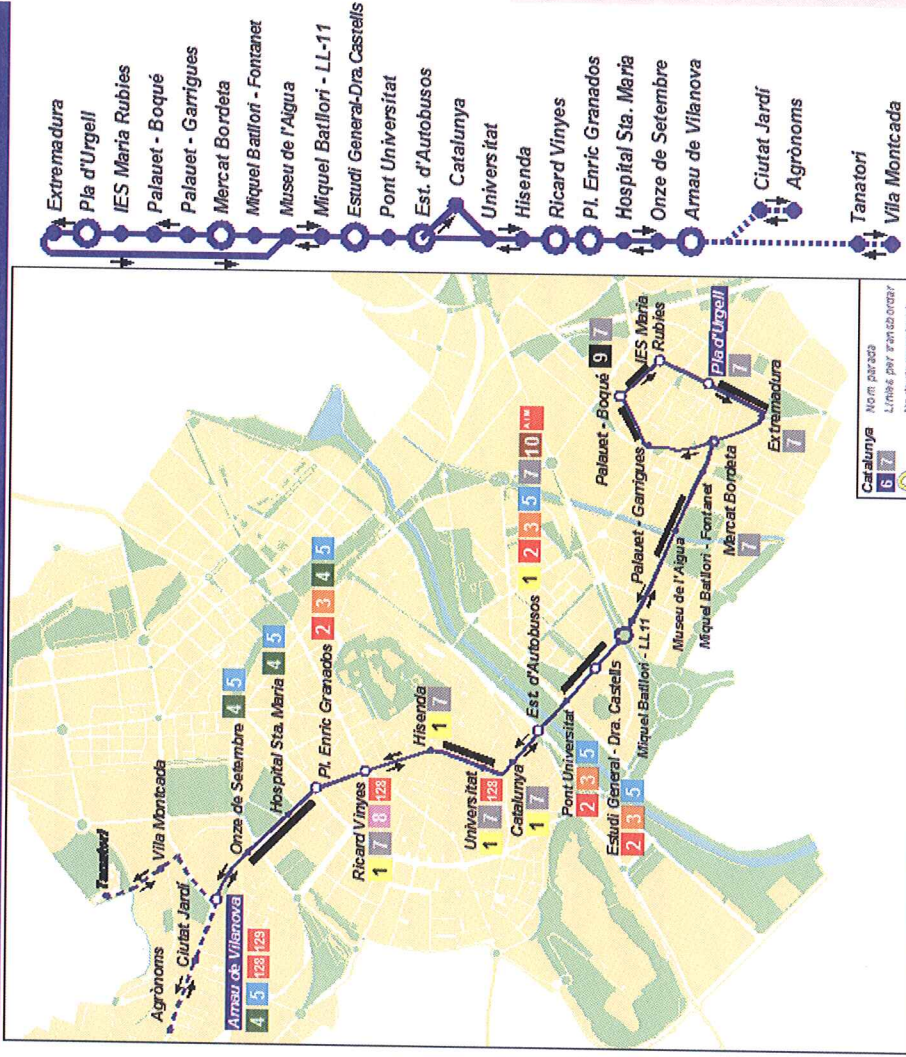 Extremadura
Pla d'Urgell
IES Maria Rubies
Palauet - Boqué
Palauet - Garrigues
Mercat Bordeta
Miquel Batllori - Fontanet
Museu de l'Aigua
Miquel Batllori - LL-11
Estudi General-Dra. Castells
Pont Universitat
Est. d'Autobusos
Catalunya
Universitat
Hisenda
Ricard Vinyes
Pl. Enric Granados
Hospital Sta. Maria
Onze de Setembre
Arnau de Vilanova
Ciutat Jardí
Agrònoms
Tanatori
Vila Montcada
Agrònoms
Ciutat Jardí
Tanatori
Vila Montcada
Arnau de Vilanova
4 5 128 129
Onze de Setembre 4 5
Hospital Sta. Maria 4 5
Pl. Enric Granados 2 3 4 5
Ricard Vinyes
1 7 8 128
Hisenda
1 7
Universitat
1 7 128
Catalunya
1 7
Est. d'Autobusos 1 2 3 5 7 10 AIM
Pont Universitat
2 3 5
Estudi General - Dra. Castells
2 3 5
Miquel Batllori - LL11
Museu de l'Aigua
Miquel Batllori - Fontanet
Mercat Bordeta
7
Palauet - Garrigues
Palauet - Boqué 9 7
IES Maria
Rubies
Pla d'Urgell
7
Extremadura
7
Catalunya Nom parada
6 7 Línies per transbordar